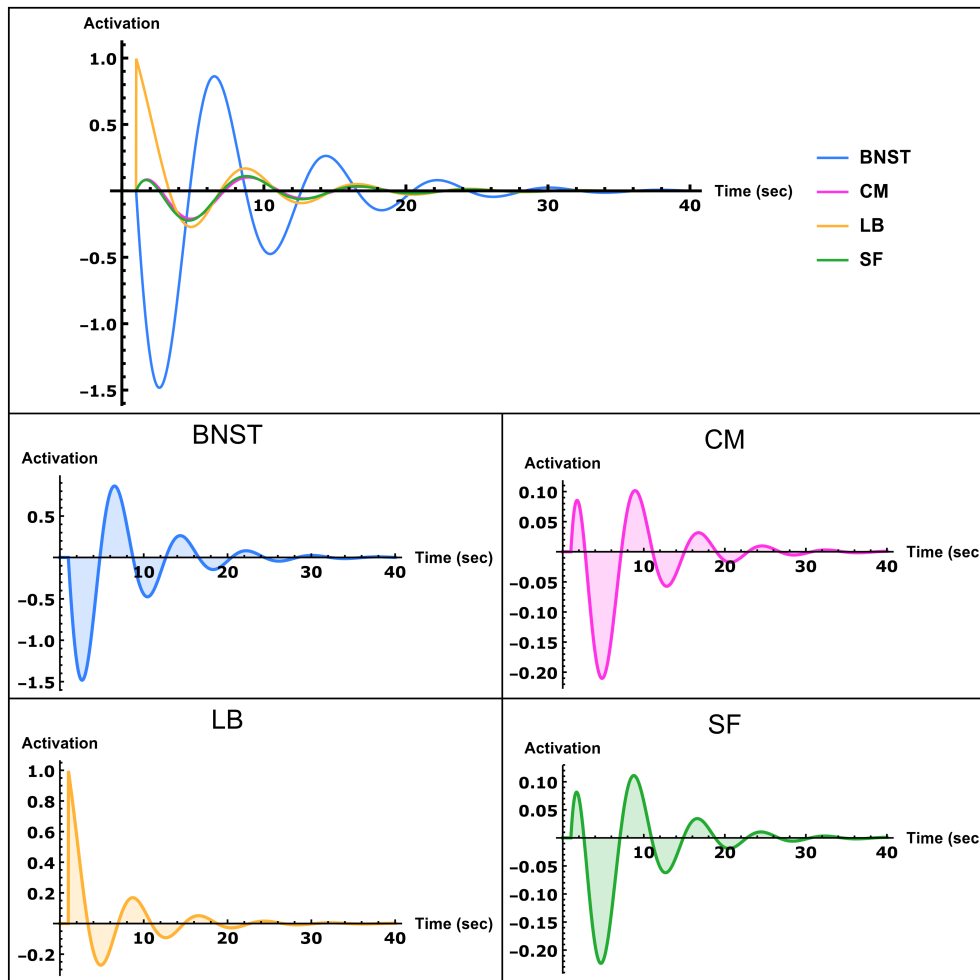 Activation
1.0
0.5
−0.5
−1.0
−1.5
10 20 30 40
Time (sec)
BNST
CM
LB
SF
BNST
Activation
0.5
−0.5
−1.0
−1.5
10 20 30 40
Time (sec)
CM
Activation
0.10
0.05
−0.05
−0.10
−0.15
−0.20
10 20 30 40
Time (sec
LB
Activation
1.0
0.8
0.6
0.4
0.2
−0.2
10 20 30 40
Time (sec)
SF
Activation
0.10
0.05
−0.05
−0.10
−0.15
−0.20
10 20 30 40
Time (sec